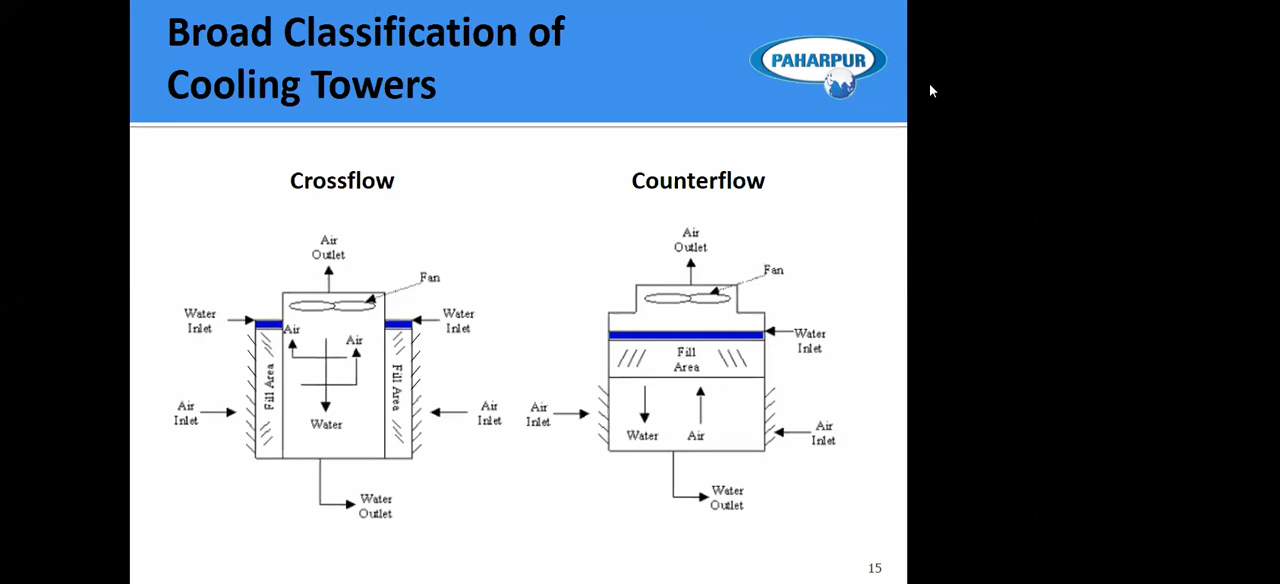 Broad Classification of
Cooling Towers
PAHARPUR
Crossflow
Air
Outlet
Fan
Water
Inlet
Water
Inlet
Air
Air
Fill Area
Fill Area
Air
Inlet
Air
Inlet
Water
Water
Outlet
Counterflow
Air
Outlet
Fan
Water
Inlet
Fill
Area
Air
Inlet
Water
Air
Air
Inlet
Water
Outlet
15